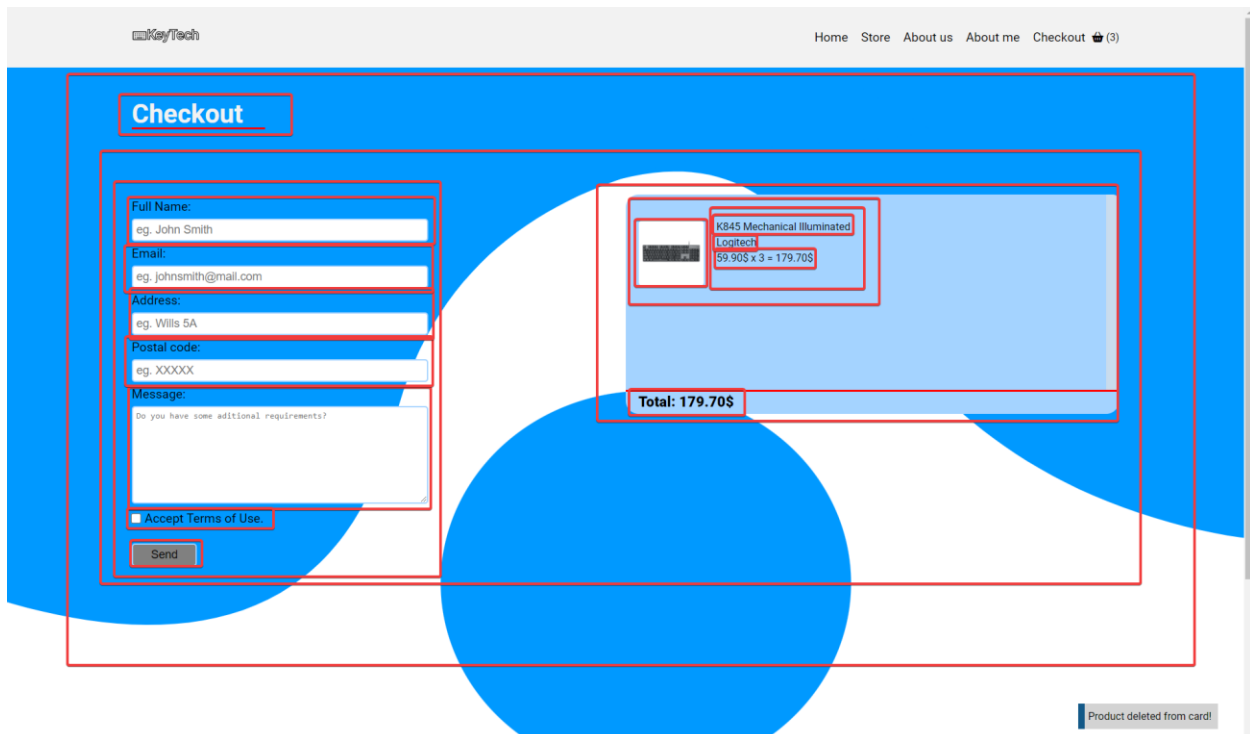 KeyTech
Home Store About us About me Checkout (3)
Checkout
Full Name:
eg. John Smith
Email:
eg. johnsmith@mail.com
Address:
eg. Wills 5A
Postal code:
eg. XXXXX
Message:
Do you have some aditional requirements?
Accept Terms of Use.
Send
K845 Mechanical Illuminated
Logitech
59.90$ x 3 = 179.70$
Total: 179.70$
Product deleted from card!